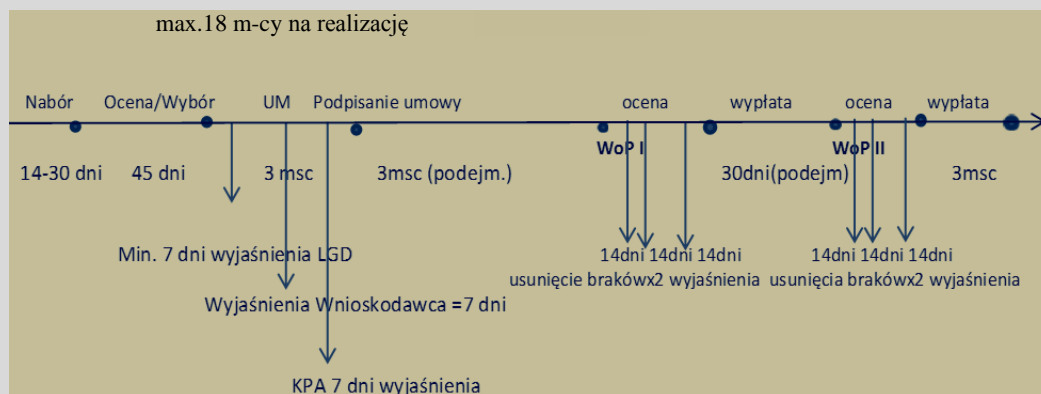 max.18 m-cy na realizację
Nabór Ocena/Wybór UM Podpisanie umowy ocena wypłata ocena wypłata
WoP I WoP II
14-30 dni 45 dni 3 msc 3msc (podejm.) 30dni(podejm) 3msc
Min. 7 dni wyjaśnienia LGD 14dni 14dni 14dni 14dni 14dni 14dni
usunięcie brakówx2 wyjaśnienia usunięcia brakówx2 wyjaśnienia
Wyjaśnienia Wnioskodawca =7 dni
KPA 7 dni wyjaśnienia